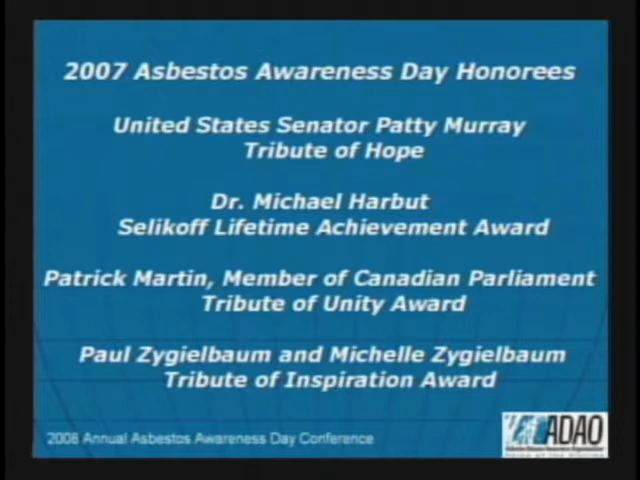 2007 Asbestos Awareness Day Honorees
United States Senator Patty Murray
Tribute of Hope
Dr. Michael Harbut
Selikoff Lifetime Achievement Award
Patrick Martin, Member of Canadian Parliament
Tribute of Unity Award
Paul Zygielbaum and Michelle Zygielbaum
Tribute of Inspiration Award
2008 Annual Asbestos Awareness Day Conference
ADAO